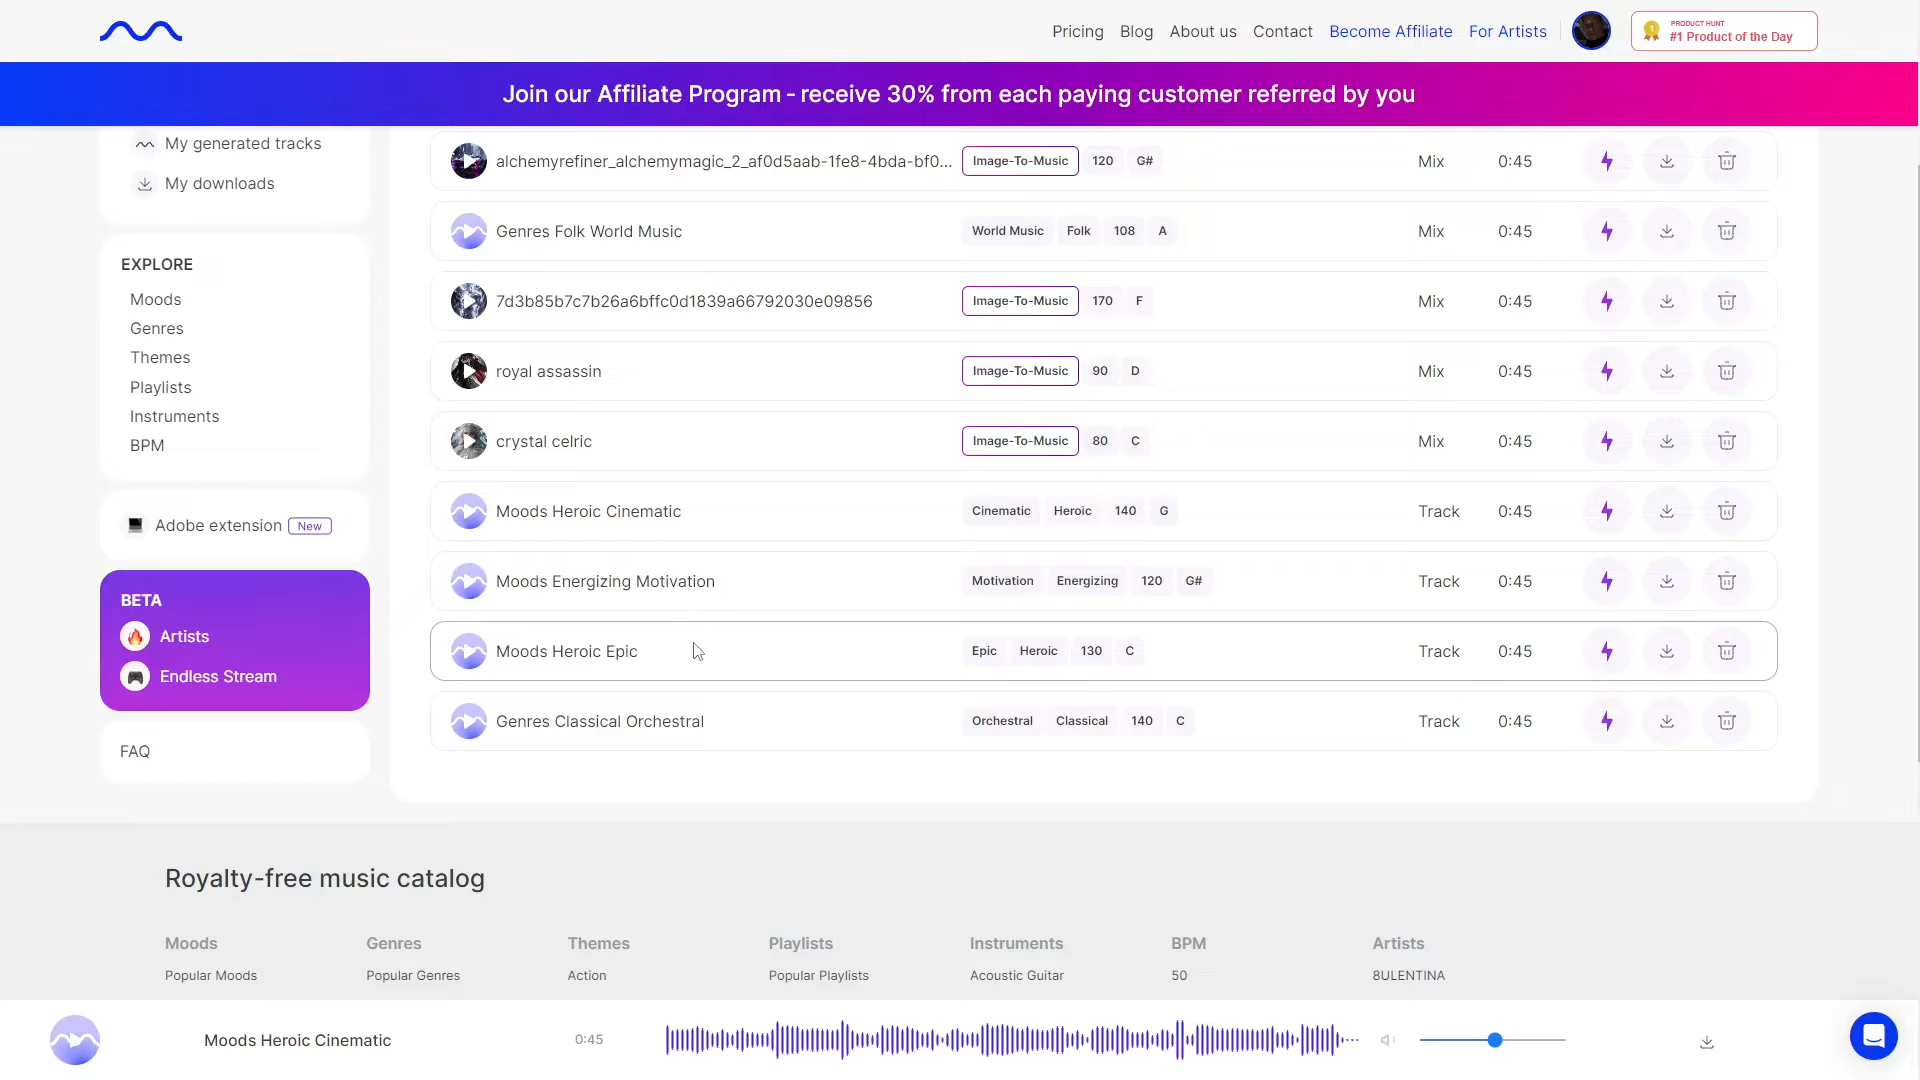 Pricing Blog About us Contact Become Affiliate For Artists
PRODUCT HUNT
#1 Product of the Day
Join our Affiliate Program - receive 30% from each paying customer referred by you
My generated tracks
My downloads
EXPLORE
Moods
Genres
Themes
Playlists
Instruments
BPM
Adobe extension New
BETA
Artists
Endless Stream
FAQ
alchemyrefiner_alchemymagic_2_af0d5aab-1fe8-4bda-bf0... Image-To-Music 120 G# Mix 0:45
Genres Folk World Music World Music Folk 108 A Mix 0:45
7d3b85b7c7b26a6bffc0d1839a66792030e09856 Image-To-Music 170 F Mix 0:45
royal assassin Image-To-Music 90 D Mix 0:45
crystal celric Image-To-Music 80 C Mix 0:45
Moods Heroic Cinematic Cinematic Heroic 140 G Track 0:45
Moods Energizing Motivation Motivation Energizing 120 G# Track 0:45
Moods Heroic Epic Epic Heroic 130 C Track 0:45
Genres Classical Orchestral Orchestral Classical 140 C Track 0:45
Royalty-free music catalog
Moods Genres Themes Playlists Instruments BPM Artists
Popular Moods Popular Genres Action Popular Playlists Acoustic Guitar 50 8ULENTINA
Moods Heroic Cinematic 0:45